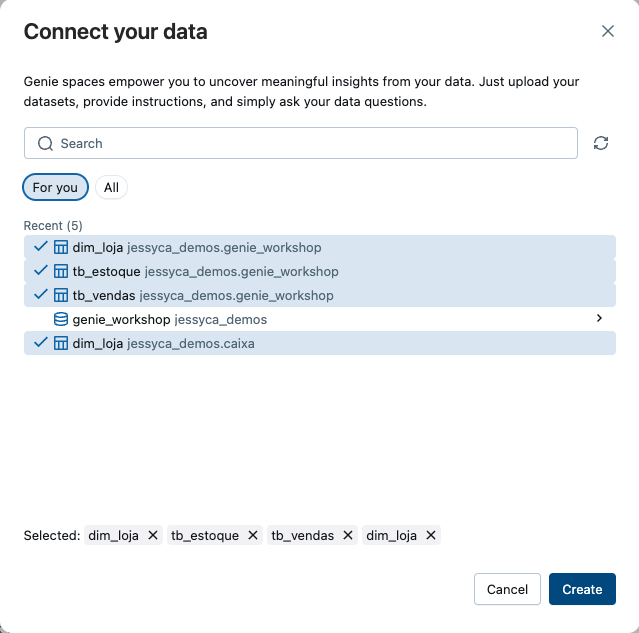 Connect your data
Genie spaces empower you to uncover meaningful insights from your data. Just upload your
datasets, provide instructions, and simply ask your data questions.
Search
For you All
Recent (5)
dim_loja jessyca_demos.genie_workshop
tb_estoque jessyca_demos.genie_workshop
tb_vendas jessyca_demos.genie_workshop
genie_workshop jessyca_demos
dim_loja jessyca_demos.caixa
Selected: dim_loja tb_estoque tb_vendas dim_loja
Cancel Create